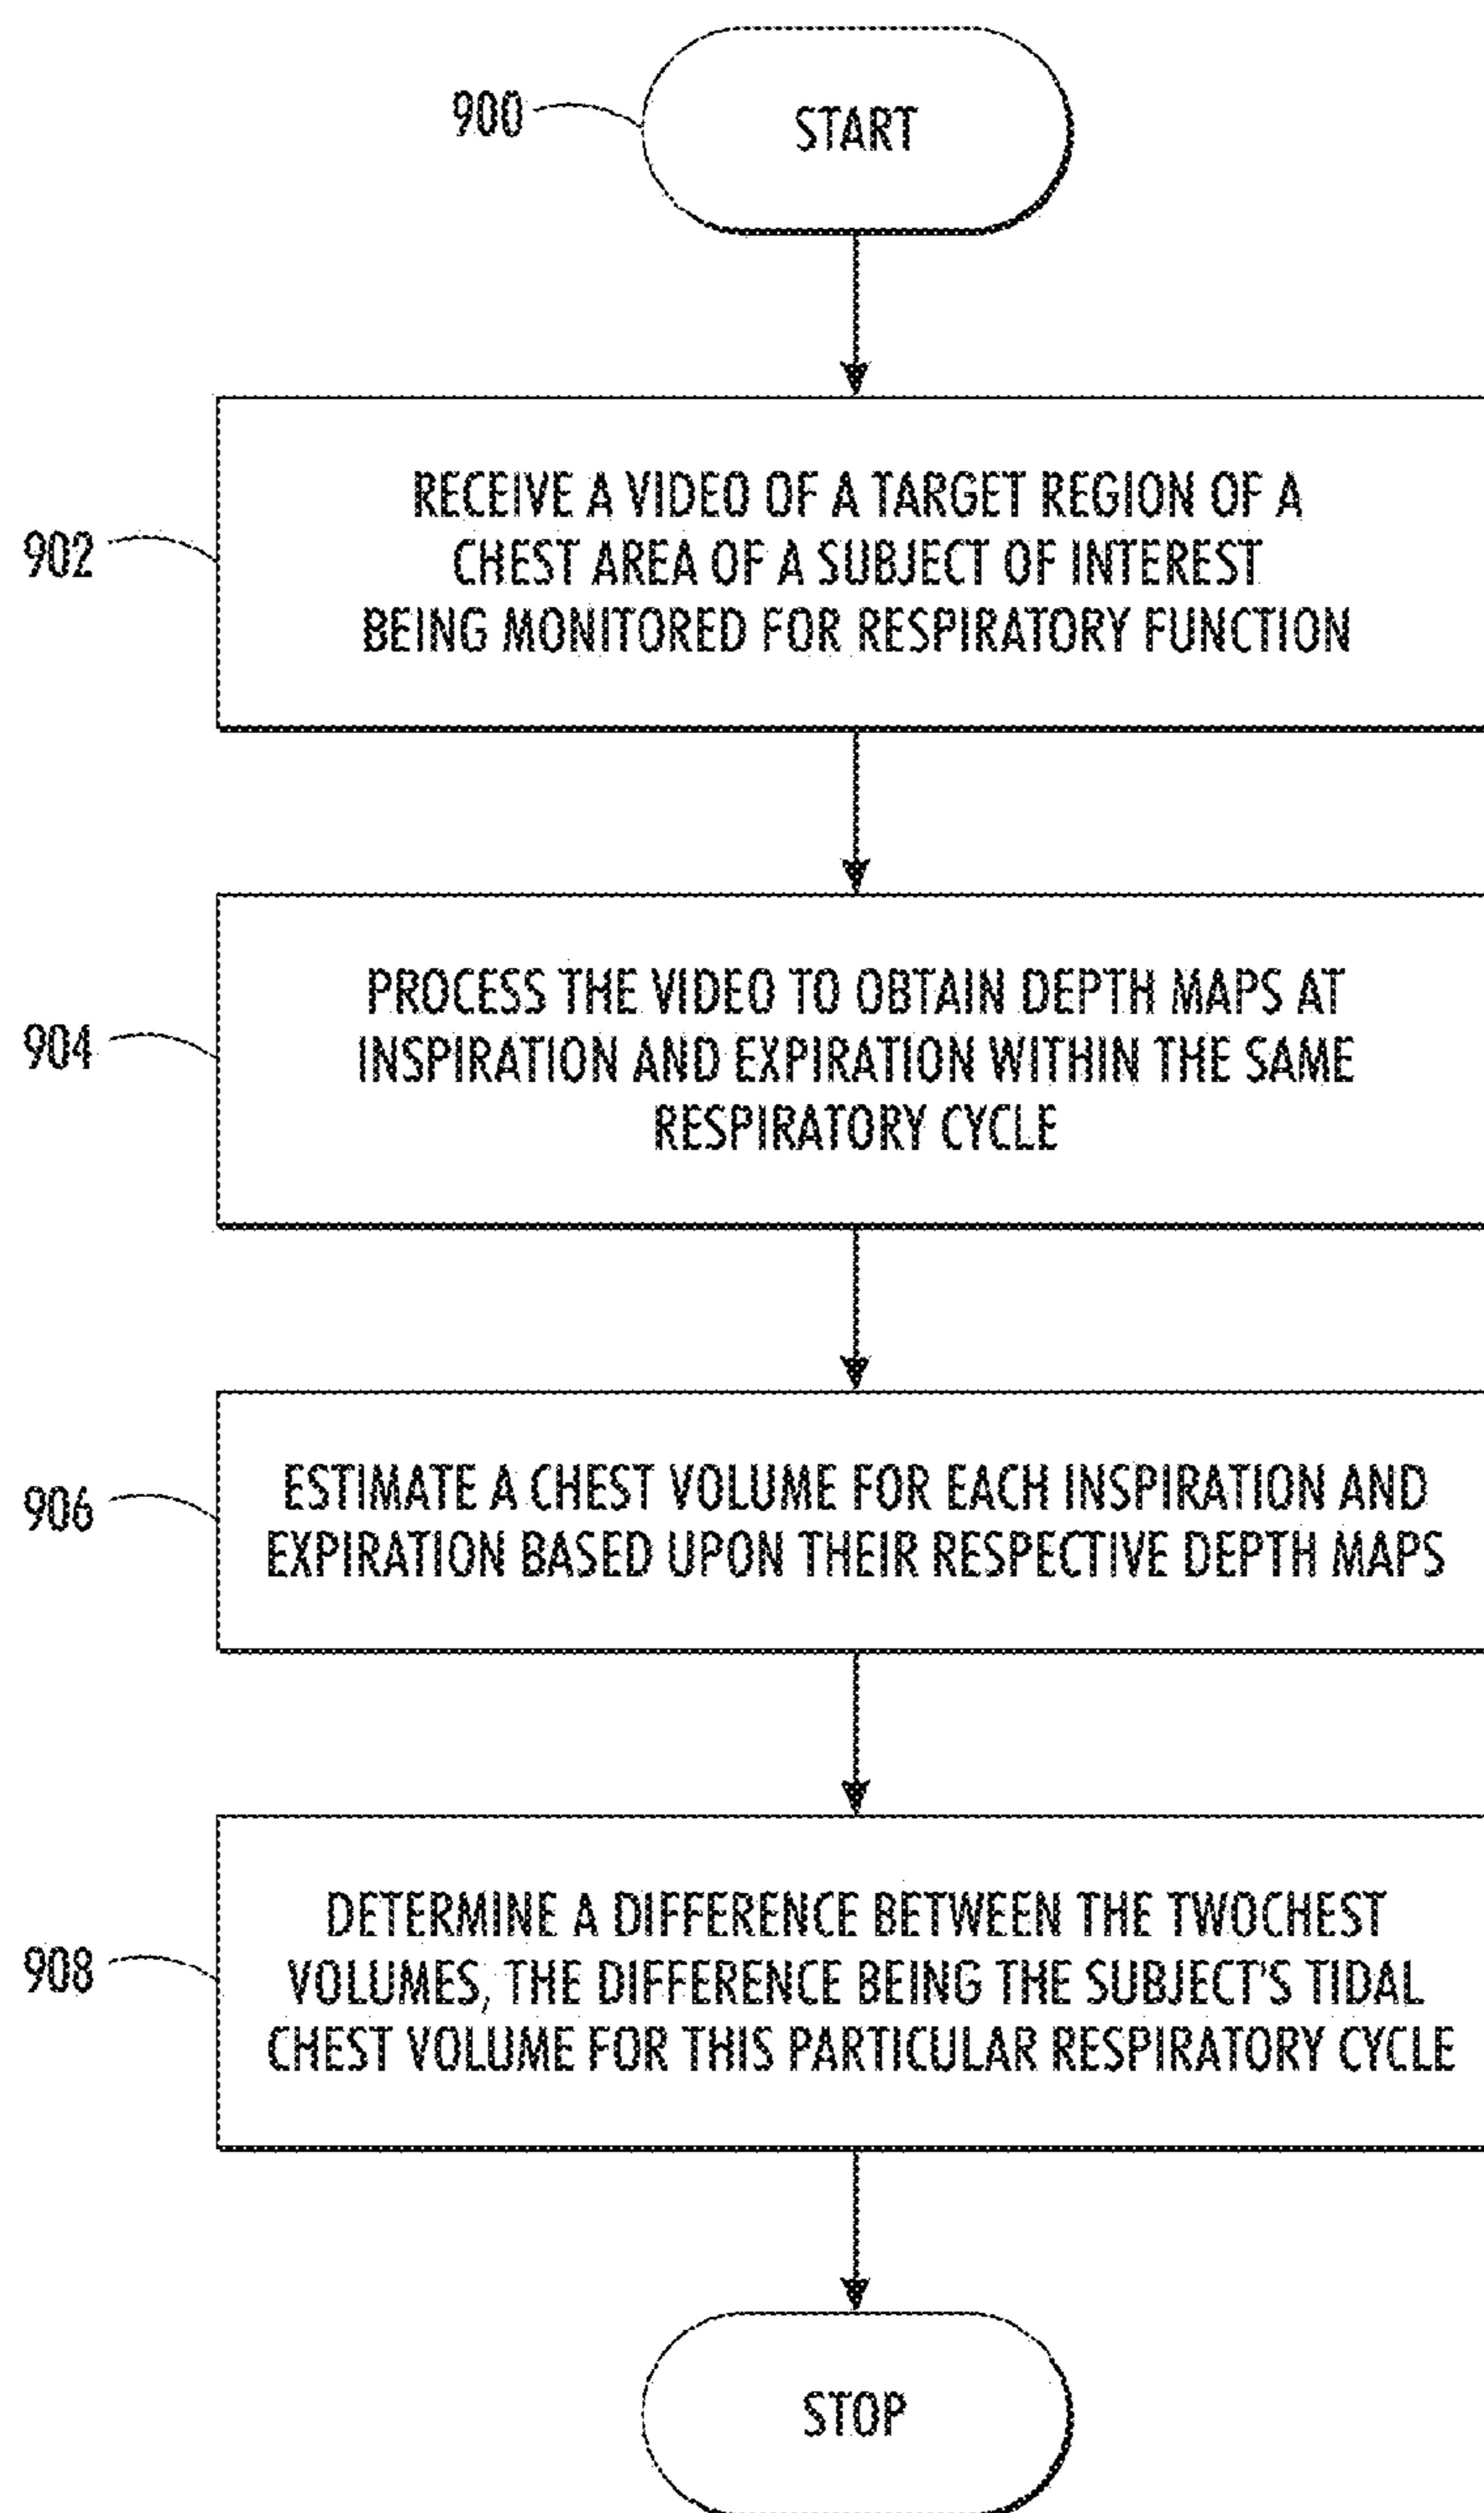 900
START
902
RECEIVE A VIDEO OF A TARGET REGION OF A
CHEST AREA OF A SUBJECT OF INTEREST
BEING MONITORED FOR RESPIRATORY FUNCTION
904
PROCESS THE VIDEO TO OBTAIN DEPTH MAPS AT
INSPIRATION AND EXPIRATION WITHIN THE SAME
RESPIRATORY CYCLE
906
ESTIMATE A CHEST VOLUME FOR EACH INSPIRATION AND
EXPIRATION BASED UPON THEIR RESPECTIVE DEPTH MAPS
908
DETERMINE A DIFFERENCE BETWEEN THE TWOCHEST
VOLUMES, THE DIFFERENCE BEING THE SUBJECT'S TIDAL
CHEST VOLUME FOR THIS PARTICULAR RESPIRATORY CYCLE
STOP